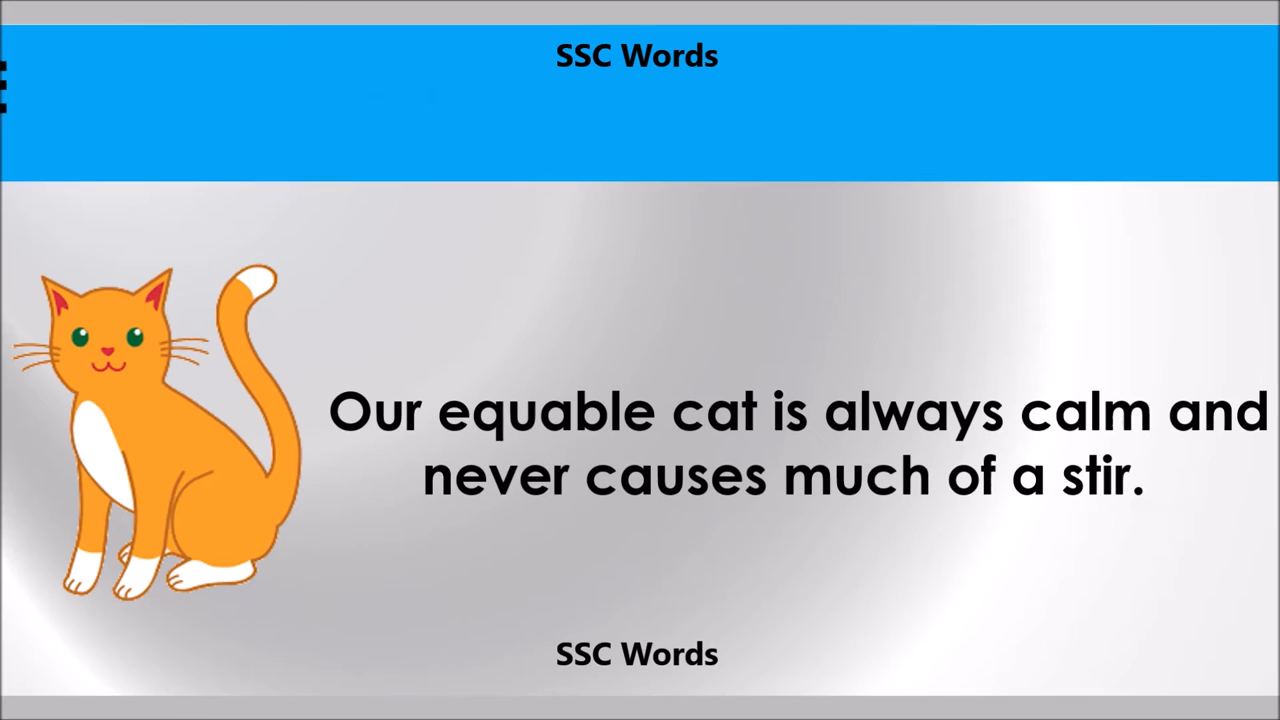 SSC Words
Our equable cat is always calm and
never causes much of a stir.
SSC Words